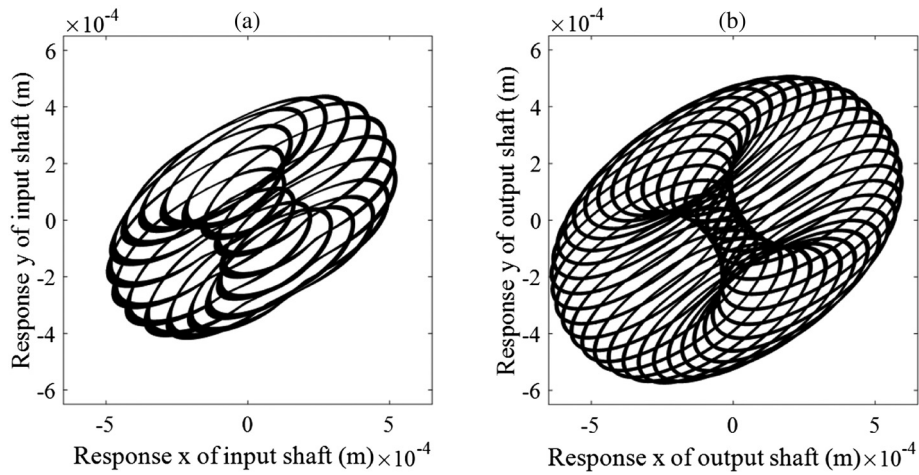 ×10⁻⁴ (a)
Response y of input shaft (m)
6
4
2
0
-2
-4
-6
-5 0 5
Response x of input shaft (m) ×10⁻⁴
×10⁻⁴ (b)
Response y of output shaft (m)
6
4
2
0
-2
-4
-6
-5 0 5
Response x of output shaft (m) ×10⁻⁴